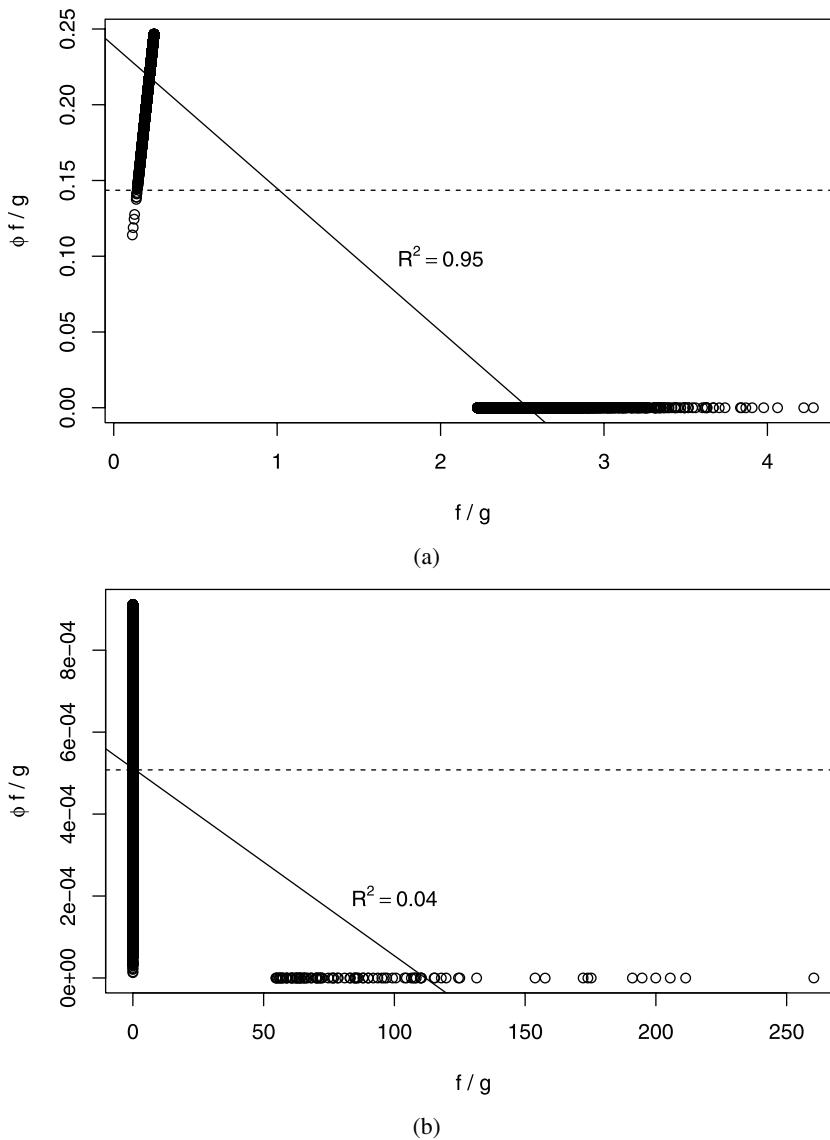 0.25
0.20
0.15
0.10
0.05
0.00
ϕ f / g
R² = 0.95
0 1 2 3 4
f / g
(a)
8e−04
6e−04
4e−04
2e−04
0e+00
ϕ f / g
R² = 0.04
0 50 100 150 200 250
f / g
(b)